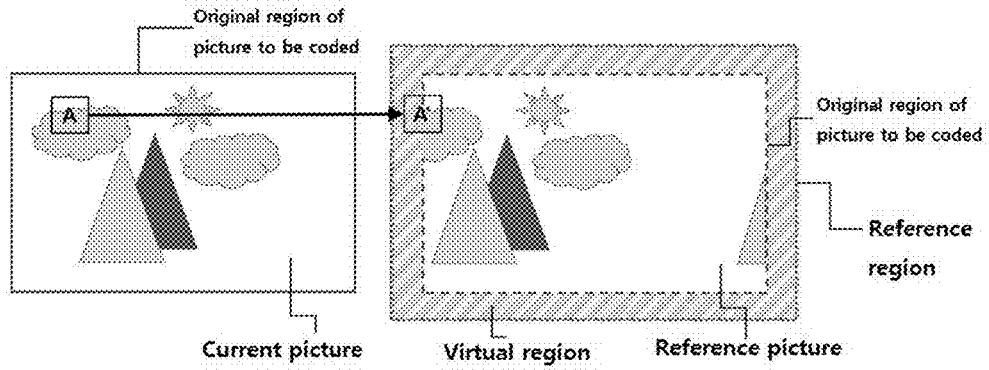 Original region of
picture to be coded
A
A'
Original region of
picture to be coded
Reference
region
Current picture
Virtual region
Reference picture